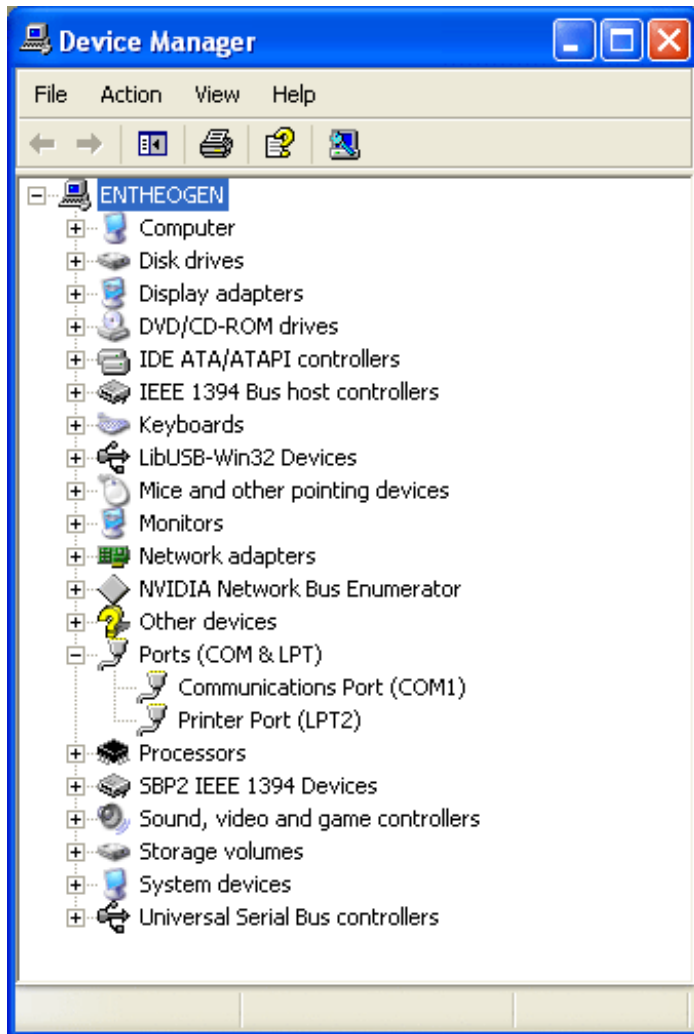 Device Manager
File Action View Help
ENTHEOGEN
Computer
Disk drives
Display adapters
DVD/CD-ROM drives
IDE ATA/ATAPI controllers
IEEE 1394 Bus host controllers
Keyboards
LibUSB-Win32 Devices
Mice and other pointing devices
Monitors
Network adapters
NVIDIA Network Bus Enumerator
Other devices
Ports (COM & LPT)
Communications Port (COM1)
Printer Port (LPT2)
Processors
SBP2 IEEE 1394 Devices
Sound, video and game controllers
Storage volumes
System devices
Universal Serial Bus controllers